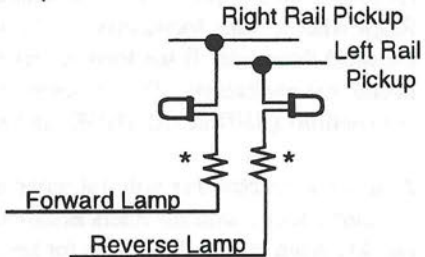 Right Rail Pickup
Left Rail
Pickup
* *
Forward Lamp
Reverse Lamp